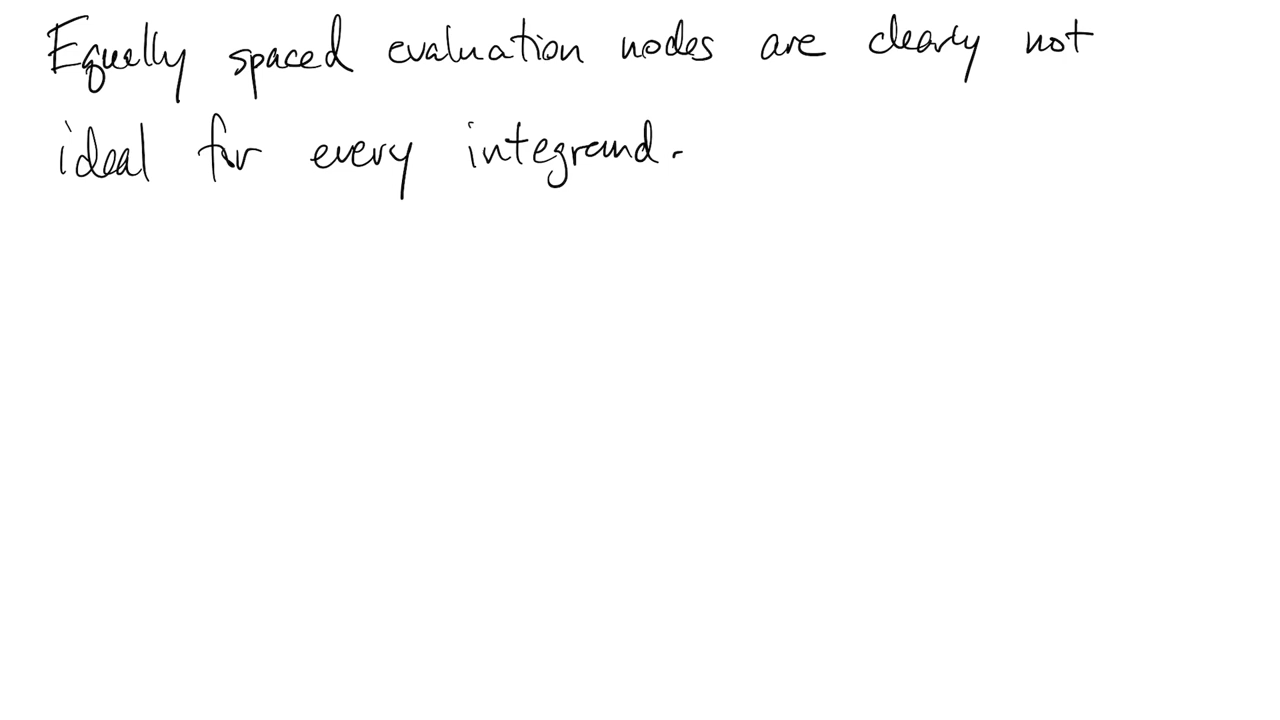 Equally spaced evaluation nodes are clearly not
ideal for every integrand.